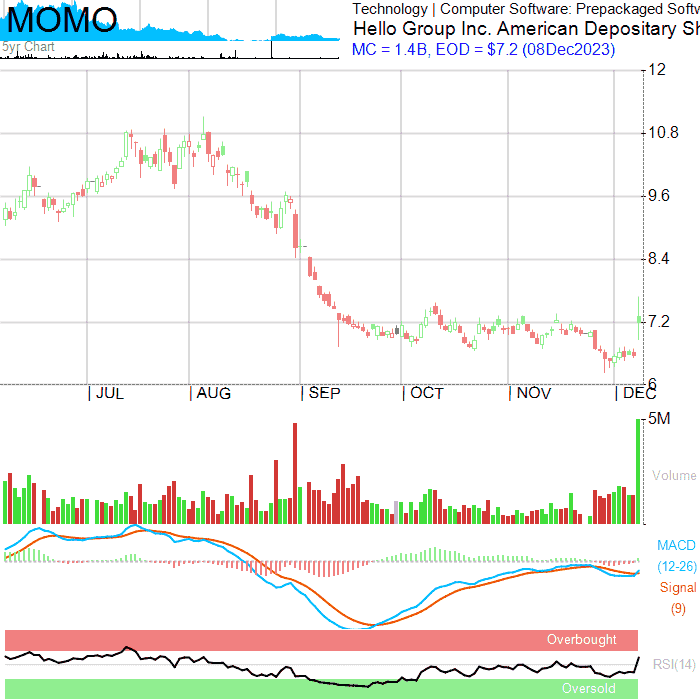 MOMO
5yr Chart
Technology | Computer Software: Prepackaged Softw
Hello Group Inc. American Depositary Sh
MC = 1.4B, EOD = $7.2 (08Dec2023)
12
10.8
9.6
8.4
7.2
6
JUL AUG SEP OCT NOV DEC
5M
Volume
MACD
(12-26)
Signal
(9)
Overbought
RSI(14)
Oversold